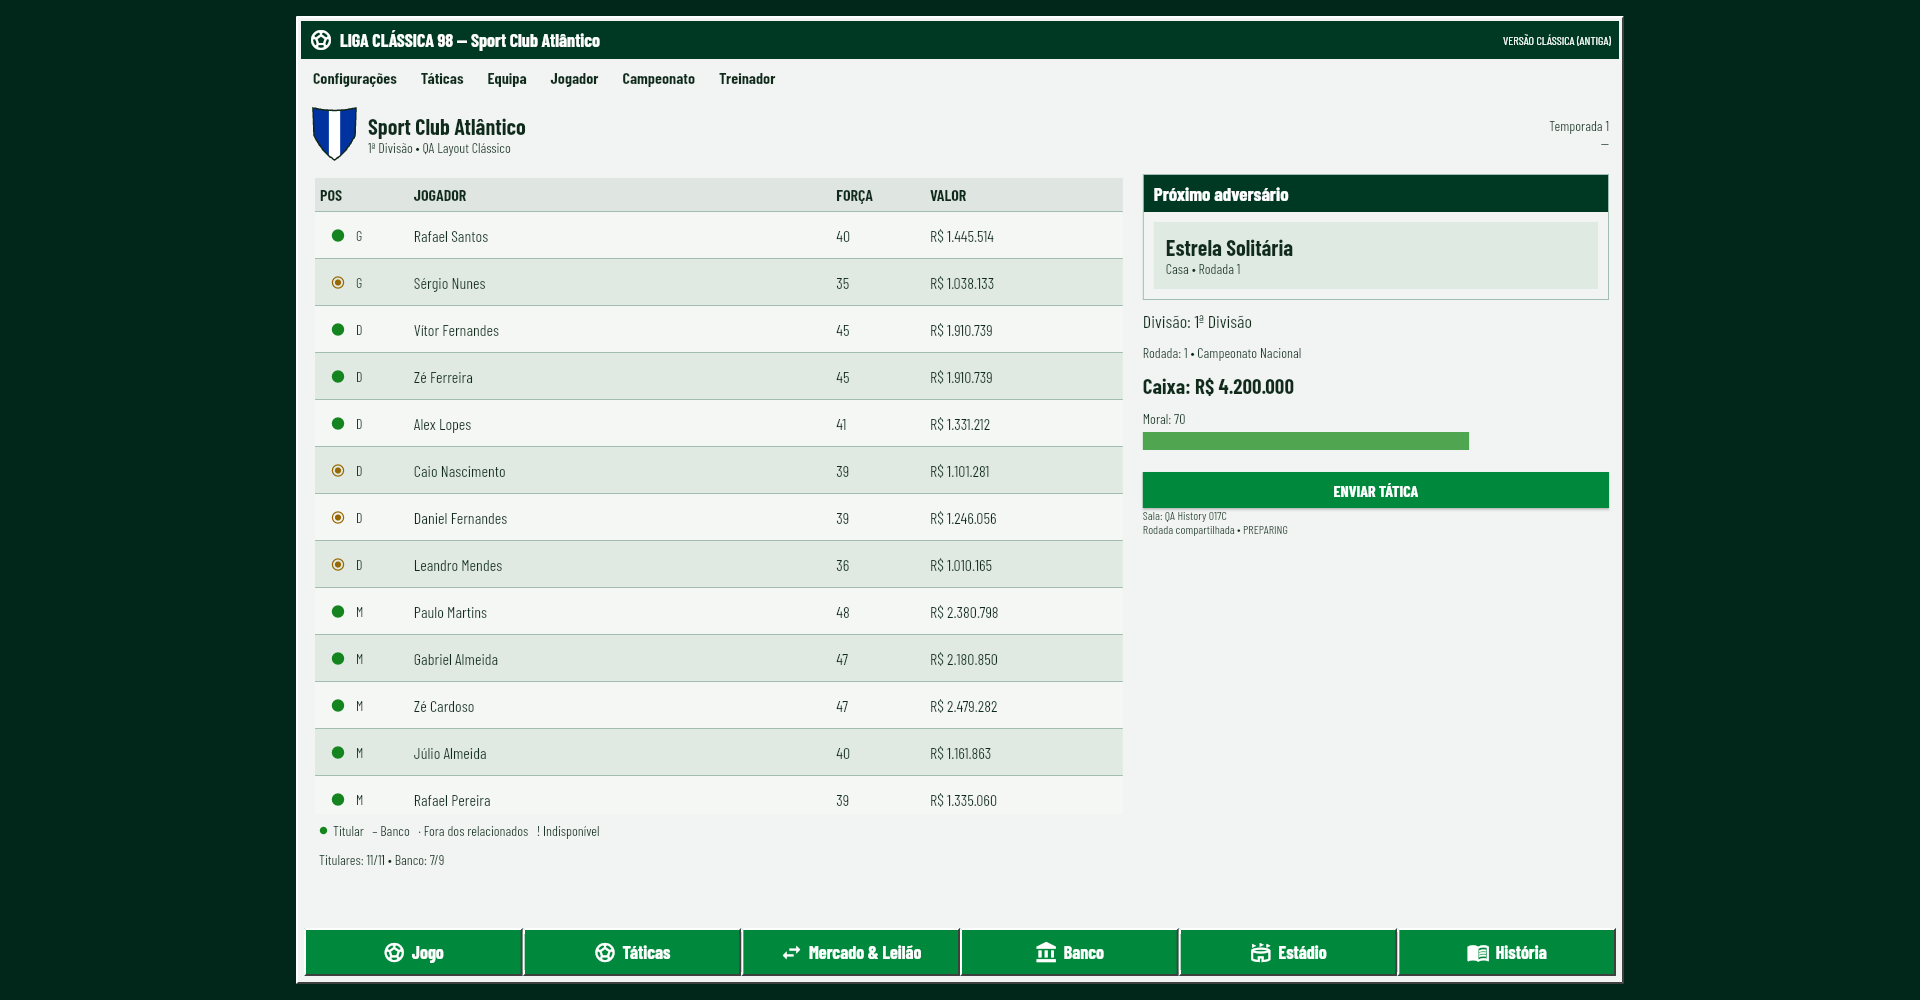 LIGA CLÁSSICA 98 — Sport Club Atlântico
VERSÃO CLÁSSICA (ANTIGA)
Configurações Táticas Equipa Jogador Campeonato Treinador
Sport Club Atlântico
1ª Divisão • QA Layout Clássico
Temporada 1
—
POS JOGADOR FORÇA VALOR
G Rafael Santos 40 R$ 1.445.514
G Sérgio Nunes 35 R$ 1.038.133
D Vítor Fernandes 45 R$ 1.910.739
D Zé Ferreira 45 R$ 1.910.739
D Alex Lopes 41 R$ 1.331.212
D Caio Nascimento 39 R$ 1.101.281
D Daniel Fernandes 39 R$ 1.246.056
D Leandro Mendes 36 R$ 1.010.165
M Paulo Martins 48 R$ 2.380.798
M Gabriel Almeida 47 R$ 2.180.850
M Zé Cardoso 47 R$ 2.479.282
M Júlio Almeida 40 R$ 1.161.863
M Rafael Pereira 39 R$ 1.335.060
● Titular – Banco · Fora dos relacionados ! Indisponível
Titulares: 11/11 • Banco: 7/9
Próximo adversário
Estrela Solitária
Casa • Rodada 1
Divisão: 1ª Divisão
Rodada: 1 • Campeonato Nacional
Caixa: R$ 4.200.000
Moral: 70
ENVIAR TÁTICA
Sala: QA History 017C
Rodada compartilhada • PREPARING
Jogo Táticas Mercado & Leilão Banco Estádio História